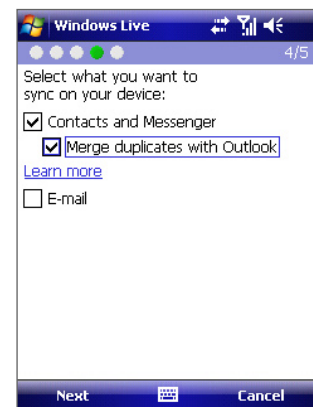 Windows Live
4/5
Select what you want to
sync on your device:
Contacts and Messenger
Merge duplicates with Outlook
Learn more
E-mail
Next Cancel